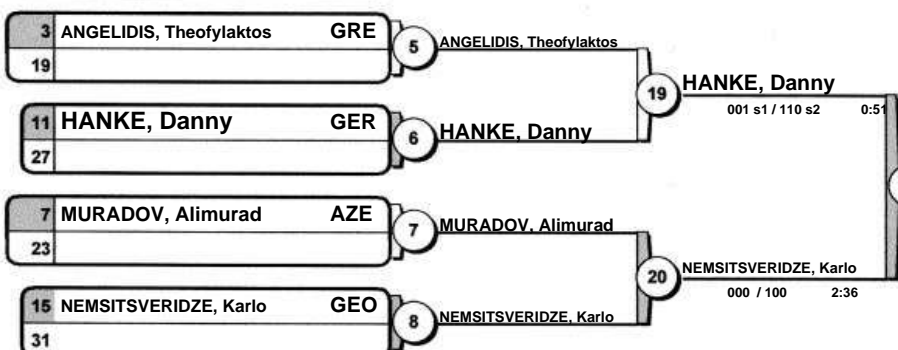 3 ANGELIDIS, Theofylaktos GRE
19
5 ANGELIDIS, Theofylaktos
19 HANKE, Danny
001 s1 / 110 s2 0:51
11 HANKE, Danny GER
27
6 HANKE, Danny
7 MURADOV, Alimurad AZE
23
7 MURADOV, Alimurad
20 NEMSITSVERIDZE, Karlo
000 / 100 2:36
15 NEMSITSVERIDZE, Karlo GEO
31
8 NEMSITSVERIDZE, Karlo